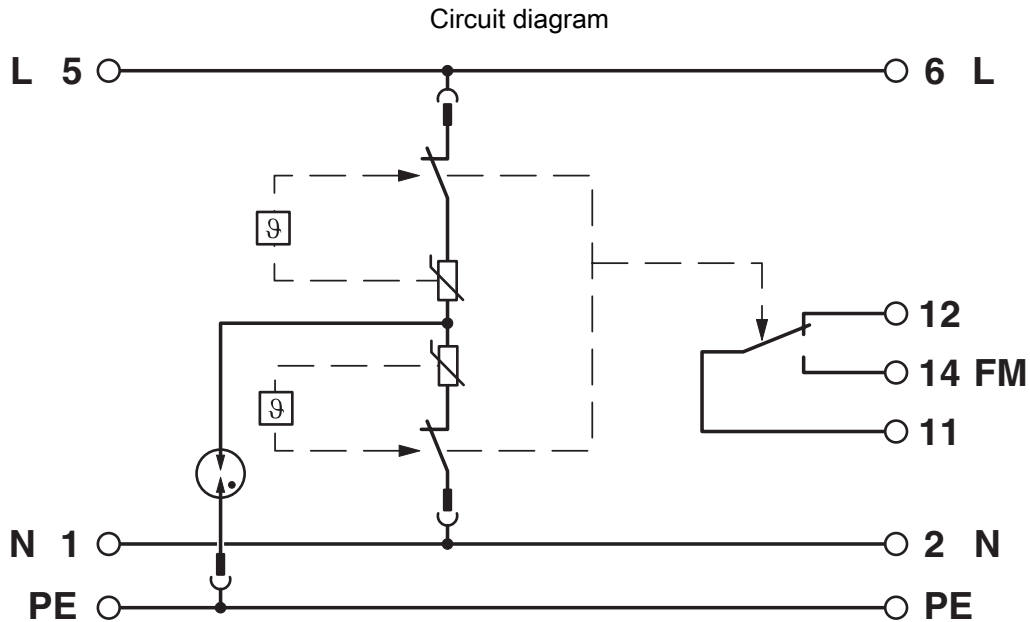 Circuit diagram
L 5 6 L
ϑ
12
14 FM
ϑ
11
N 1 2 N
PE PE